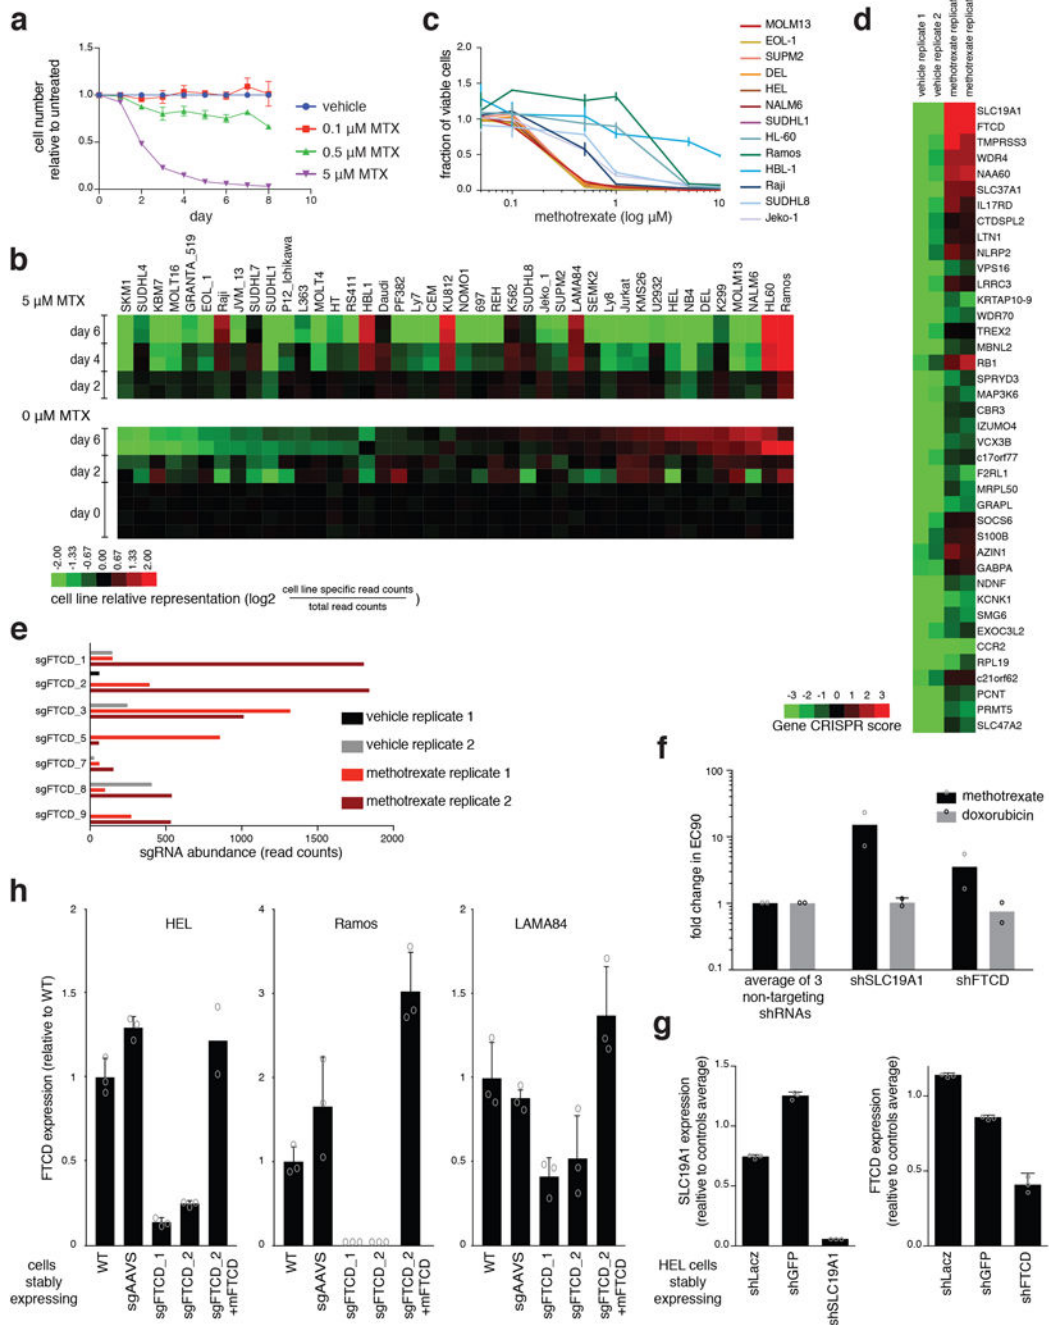 a
cell number
relative to untreated
1.5
1.0
0.5
0.0
0
2
4
6
8
10
day
vehicle
0.1 µM MTX
0.5 µM MTX
5 µM MTX
c
fraction of viable cells
2.0
1.5
1.0
0.5
0.0
0.1
1
10
methotrexate (log µM)
MOLM13
EOL-1
SUPM2
DEL
HEL
NALM6
SUDHL1
HL-60
Ramos
HBL-1
Raji
SUDHL8
Jeko-1
d
vehicle replicate 1
vehicle replicate 2
methotrexate replicat
methotrexate replicat
SLC19A1
FTCD
TMPRSS3
WDR4
NAA60
SLC37A1
IL17RD
CTDSPL2
LTN1
NLRP2
VPS16
LRRC3
KRTAP10-9
WDR70
TREX2
MBNL2
RB1
SPRYD3
MAP3K6
CBR3
IZUMO4
VCX3B
c17orf77
F2RL1
MRPL50
GRAPL
SOCS6
S100B
AZIN1
GABPA
NDNF
KCNK1
SMG6
EXOC3L2
CCR2
RPL19
c21orf62
PCNT
PRMT5
SLC47A2
-3 -2 -1 0 1 2 3
Gene CRISPR score
b
5 µM MTX
SKM1
SUDHL4
KBM7
MOLT16
GRANTA_519
EOL_1
Raji
JVM_13
SUDHL7
SUDHL1
P12_Ichikawa
L363
MOLT4
HT
RS411
HBL1
Daudi
PF382
Ly7
CEM
KU812
NOMO1
697
REH
K562
SUDHL8
Jeko_1
SUPM2
LAMA84
SEMK2
Ly8
Jurkat
KMS26
U2932
HEL
NB4
DEL
K299
MOLM13
NALM6
HL60
Ramos
day 6
day 4
day 2
0 µM MTX
day 6
day 2
day 0
-2.00
-1.33
-0.67
0.00
0.67
1.33
2.00
cell line relative representation (log2 cell line specific read counts / total read counts )
e
sgFTCD_1
sgFTCD_2
sgFTCD_3
sgFTCD_5
sgFTCD_7
sgFTCD_8
sgFTCD_9
0
500
1000
1500
2000
sgRNA abundance (read counts)
vehicle replicate 1
vehicle replicate 2
methotrexate replicate 1
methotrexate replicate 2
f
fold change in EC90
100
10
1
0.1
methotrexate
doxorubicin
average of 3
non-targeting
shRNAs
shSLC19A1
shFTCD
h
FTCD expression (relative to WT)
HEL
2
1.5
1
0.5
0
WT
sgAAVS
sgFTCD_1
sgFTCD_2
sgFTCD_2
+mFTCD
Ramos
4
3
2
1
0
WT
sgAAVS
sgFTCD_1
sgFTCD_2
sgFTCD_2
+mFTCD
LAMA84
2
1.5
1
0.5
0
WT
sgAAVS
sgFTCD_1
sgFTCD_2
sgFTCD_2
+mFTCD
cells
stably
expressing
g
SLC19A1 expression
(realtive to controls average)
1.5
1.0
0.5
0.0
shLacz
shGFP
shSLC19A1
FTCD expression
(realtive to controls average)
1.0
0.5
0.0
shLacz
shGFP
shFTCD
HEL cells
stably
expressing